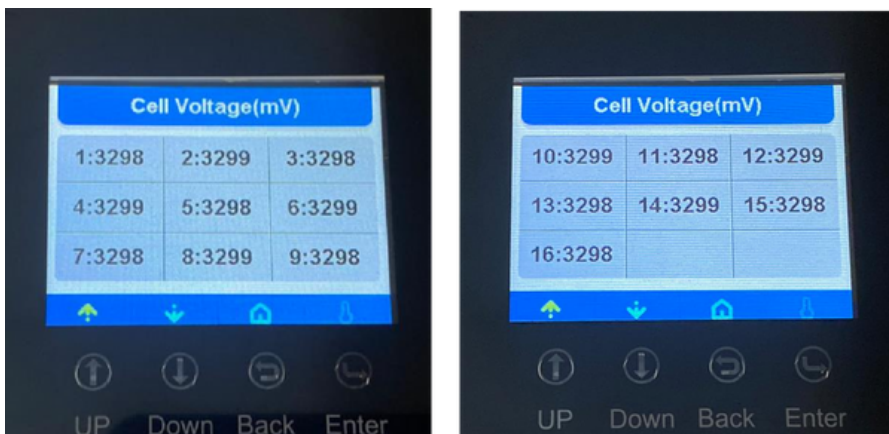 Cell Voltage(mV)
1:3298 2:3299 3:3298
4:3299 5:3298 6:3299
7:3298 8:3299 9:3298
UP Down Back Enter
Cell Voltage(mV)
10:3299 11:3298 12:3299
13:3298 14:3299 15:3298
16:3298
UP Down Back Enter